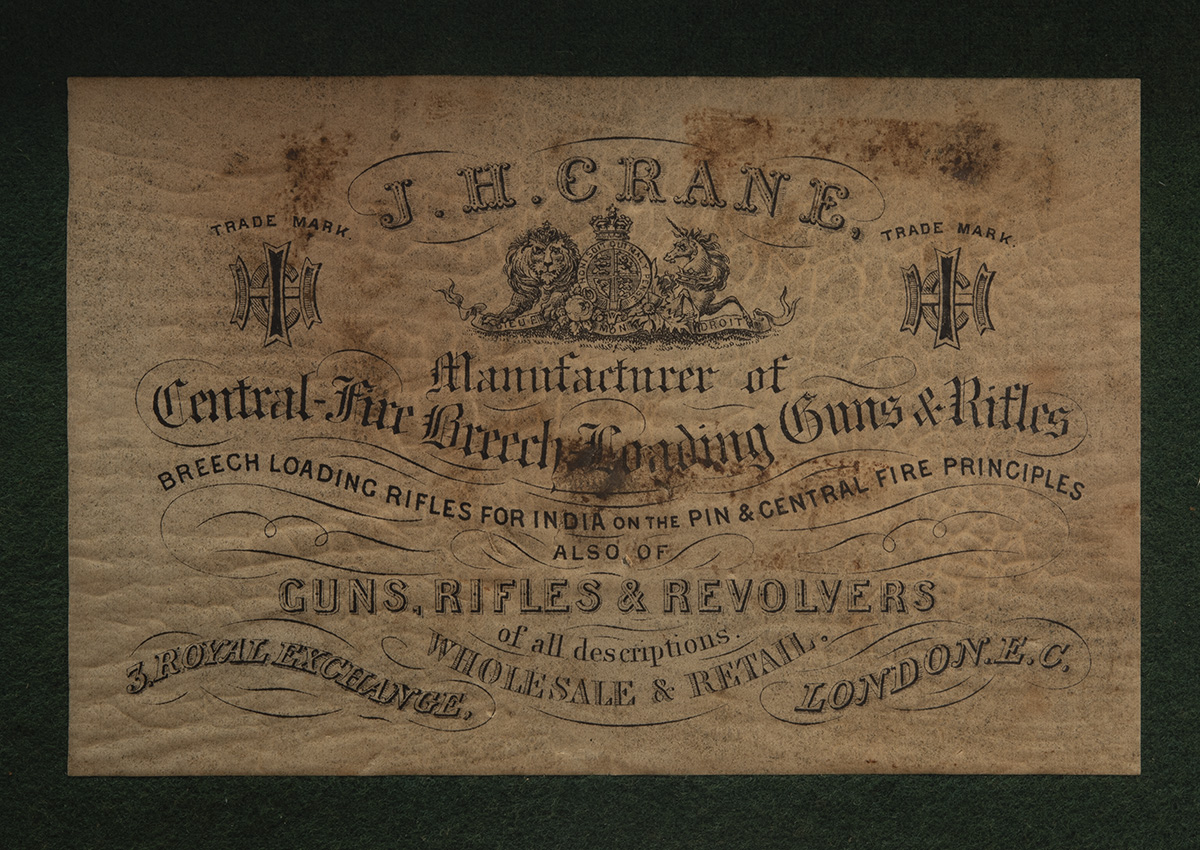 J. H. CRANE,
TRADE MARK.
TRADE MARK.
DIEU ET MON DROIT
Manufacturer of
Central-Fire Breech Loading Guns & Rifles
BREECH LOADING RIFLES FOR INDIA ON THE PIN & CENTRAL FIRE PRINCIPLES
ALSO, OF
GUNS, RIFLES & REVOLVERS
of all descriptions.
WHOLESALE & RETAIL.
3, ROYAL EXCHANGE,
LONDON. E. C.